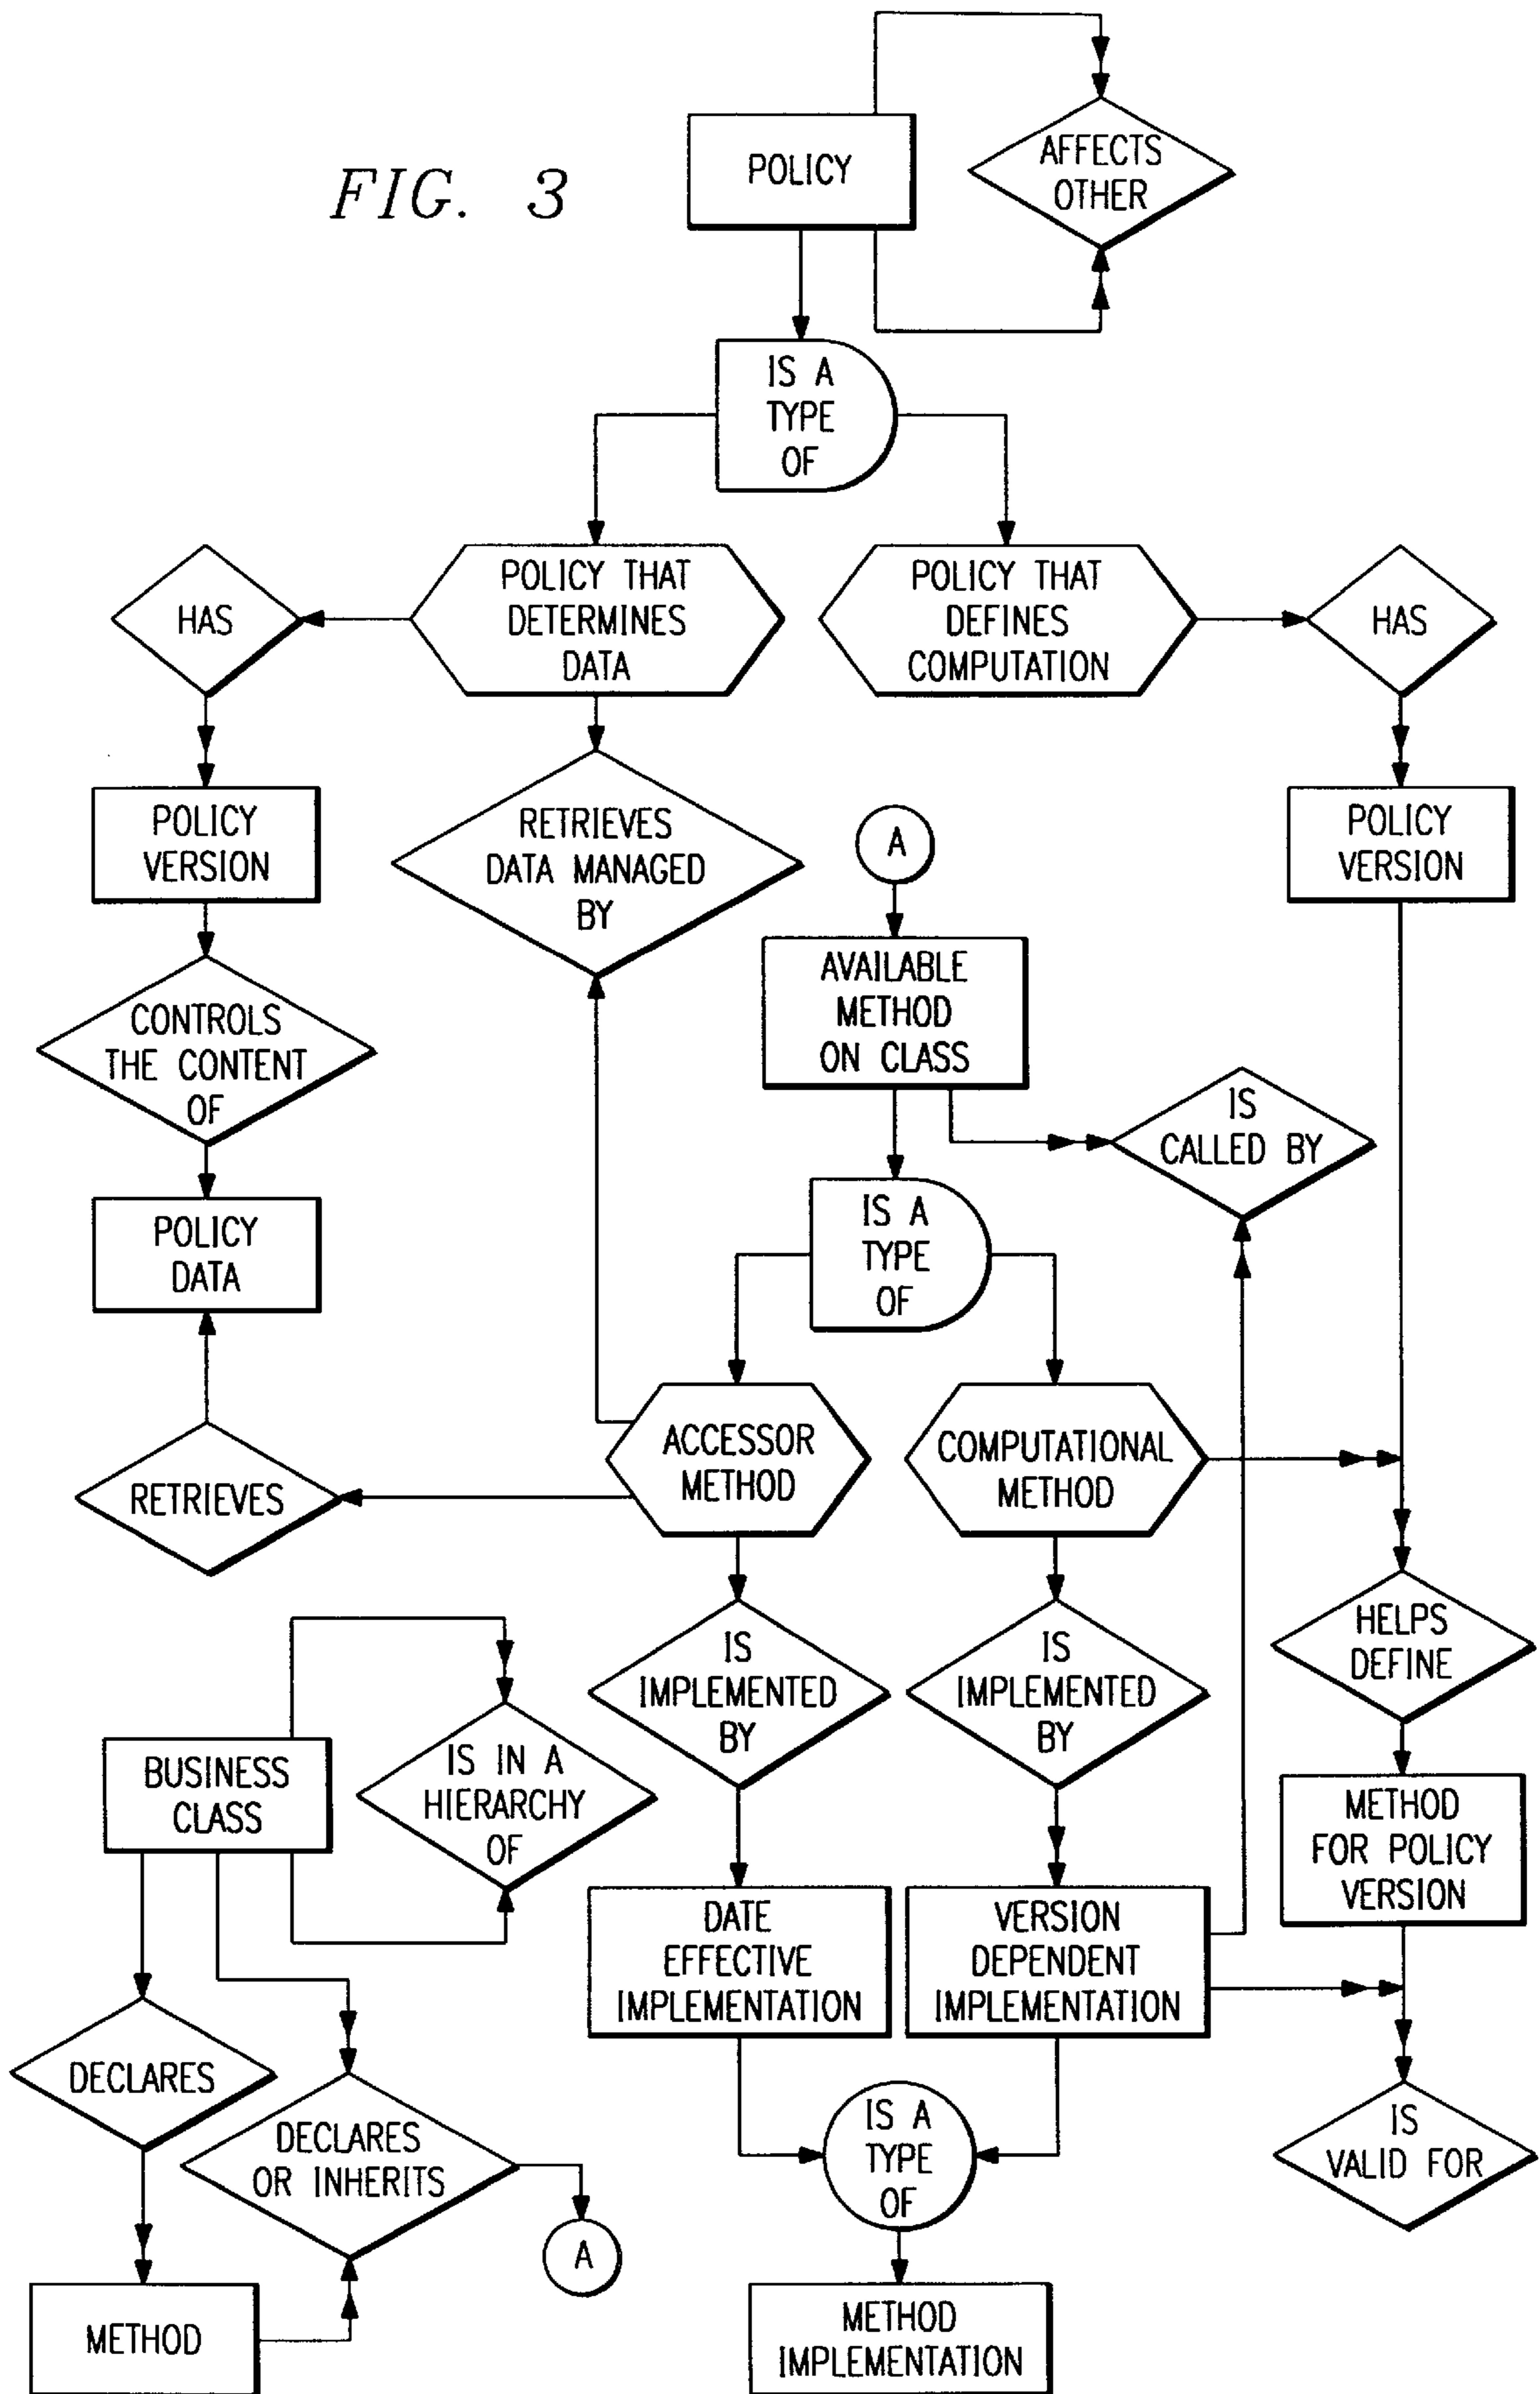 FIG. 3
POLICY
AFFECTS
OTHER
IS A
TYPE
OF
HAS
POLICY THAT
DETERMINES
DATA
POLICY THAT
DEFINES
COMPUTATION
HAS
POLICY
VERSION
RETRIEVES
DATA MANAGED
BY
A
POLICY
VERSION
AVAILABLE
METHOD
ON CLASS
CONTROLS
THE CONTENT
OF
IS
CALLED BY
POLICY
DATA
IS A
TYPE
OF
RETRIEVES
ACCESSOR
METHOD
COMPUTATIONAL
METHOD
HELPS
DEFINE
IS
IMPLEMENTED
BY
IS
IMPLEMENTED
BY
BUSINESS
CLASS
IS IN A
HIERARCHY
OF
METHOD
FOR POLICY
VERSION
DATE
EFFECTIVE
IMPLEMENTATION
VERSION
DEPENDENT
IMPLEMENTATION
DECLARES
DECLARES
OR INHERITS
IS A
TYPE
OF
IS
VALID FOR
A
METHOD
METHOD
IMPLEMENTATION